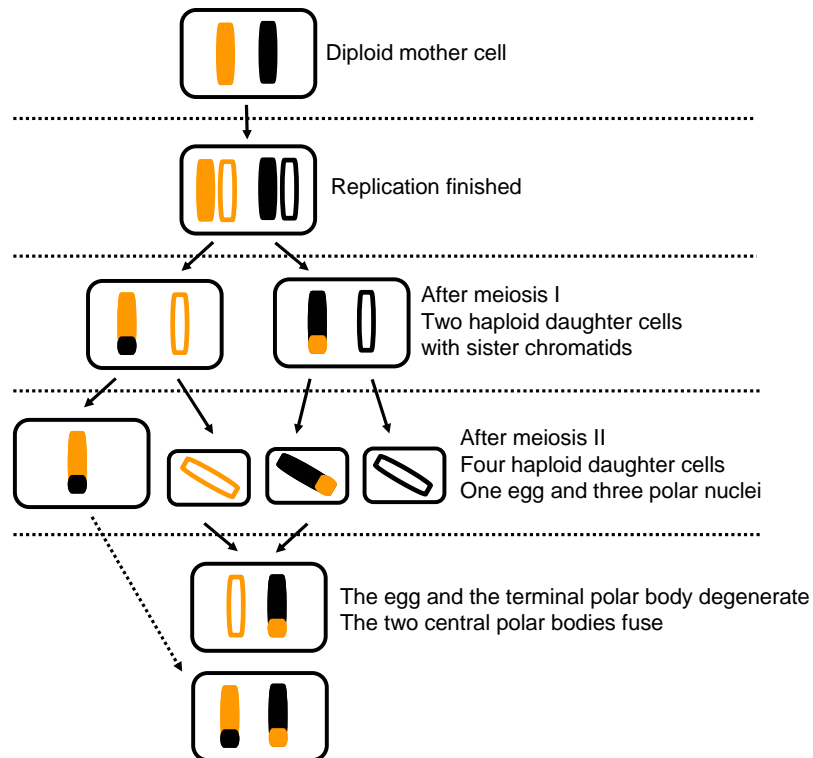 Diploid mother cell
Replication finished
After meiosis I
Two haploid daughter cells
with sister chromatids
After meiosis II
Four haploid daughter cells
One egg and three polar nuclei
The egg and the terminal polar body degenerate
The two central polar bodies fuse